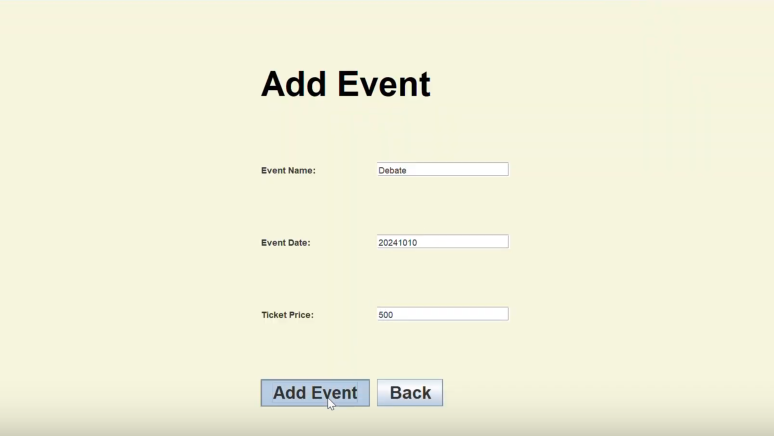 Add Event
Event Name: Debate
Event Date: 20241010
Ticket Price: 500
Add Event Back